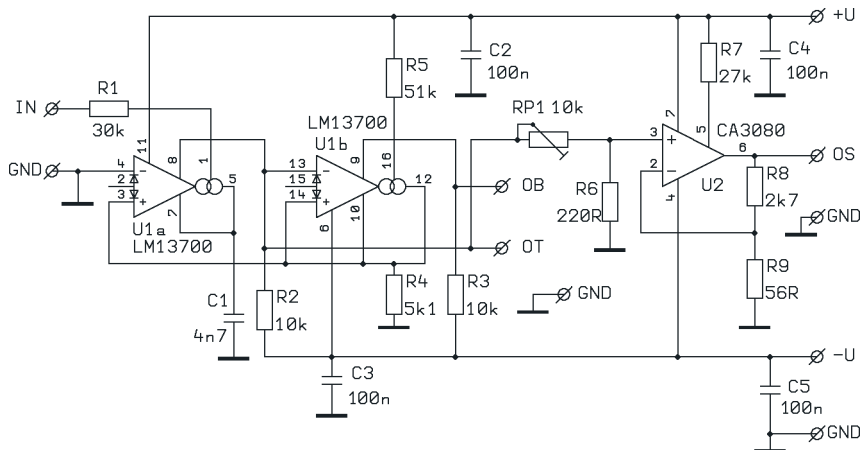 +U
R1
IN
30k
11
8
1
GND
4
2
3
5
7
U1a
LM13700
C1
4n7
R2
10k
LM13700
U1b
R5
51k
9
16
13
15
14
12
10
6
C2
100n
OB
OT
R4
5k1
R3
10k
C3
100n
GND
RP1 10k
R6
220R
7
R7
27k
C4
100n
3
2
5
CA3080
6
U2
4
OS
R8
2k7
GND
R9
56R
-U
C5
100n
GND